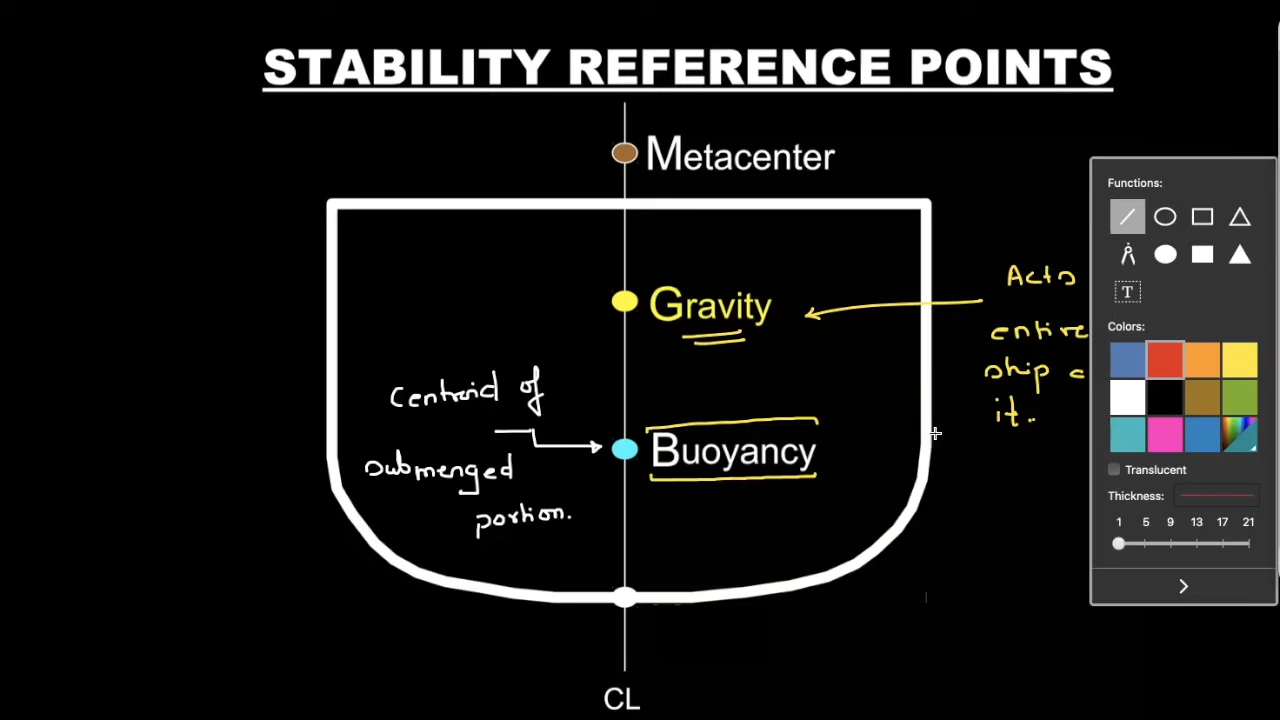 STABILITY REFERENCE POINTS
Metacenter
Gravity
Acts
entire
ship
it.
Centroid of
submerged
portion.
Buoyancy
CL
Functions:
T
Colors:
Translucent
Thickness:
1 5 9 13 17 21